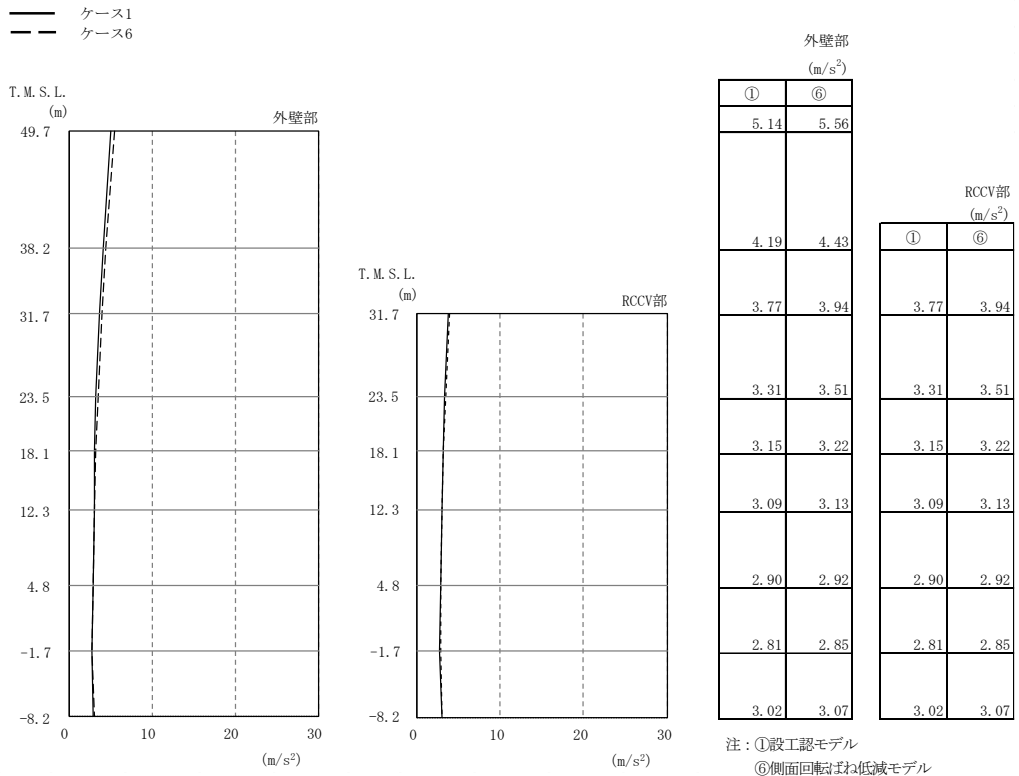 ケース1
ケース6
T.M.S.L.
(m)
外壁部
49.7
38.2
31.7
23.5
18.1
12.3
4.8
-1.7
-8.2
0 10 20 30
(m/s²)
T.M.S.L.
(m)
RCCV部
31.7
23.5
18.1
12.3
4.8
-1.7
-8.2
0 10 20 30
(m/s²)
外壁部
(m/s²)
① ⑥
5.14 5.56
4.19 4.43
3.77 3.94
3.31 3.51
3.15 3.22
3.09 3.13
2.90 2.92
2.81 2.85
3.02 3.07
RCCV部
(m/s²)
① ⑥
3.77 3.94
3.31 3.51
3.15 3.22
3.09 3.13
2.90 2.92
2.81 2.85
3.02 3.07
注：①設工認モデル
⑥側面回転ばね低減モデル